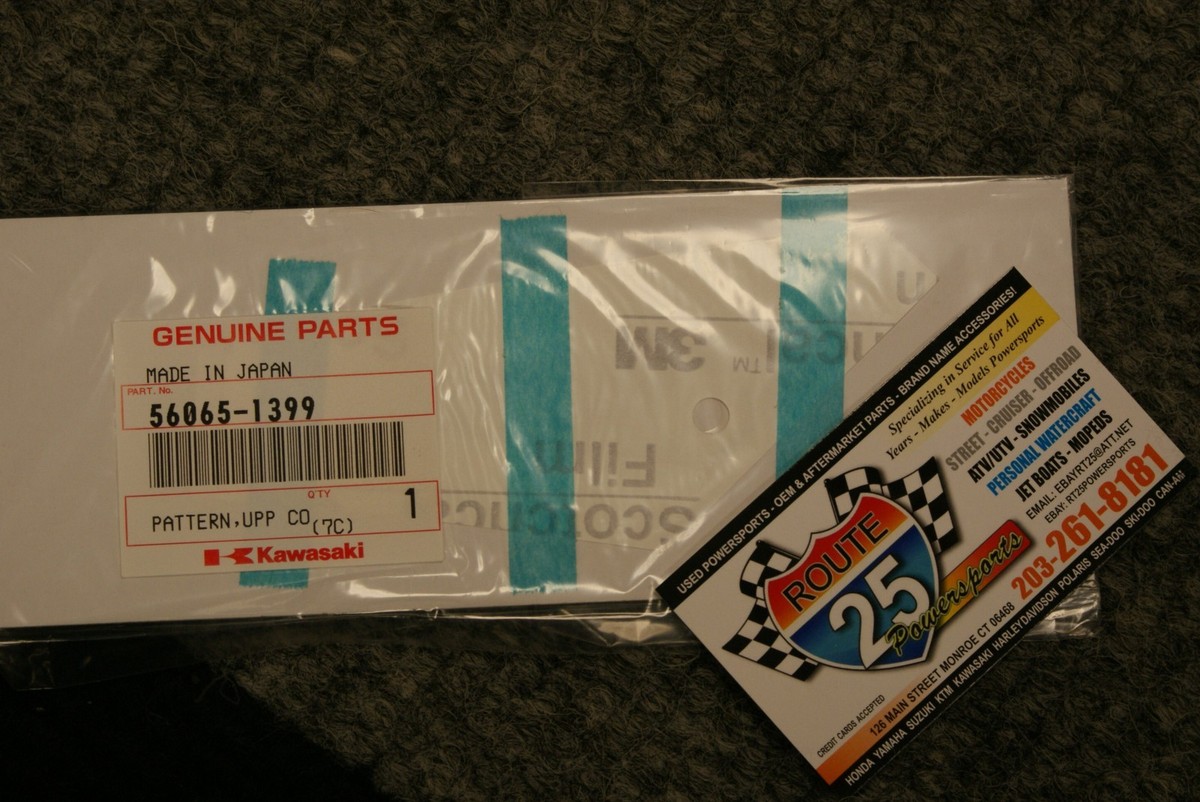 GENUINE PARTS
MADE IN JAPAN
PART. No.
56065-1399
Q'TY
1
PATTERN,UPP CO(7C)
Kawasaki
3M
TM
Film
USED POWERSPORTS - OEM & AFTERMARKET PARTS - BRAND NAME ACCESSORIES!
Specializing in Service for All
Years - Makes - Models Powersports
MOTORCYCLES
STREET - CRUISER - OFFROAD
ATV/UTV - SNOWMOBILES
PERSONAL WATERCRAFT
JET BOATS - MOPEDS
EMAIL: EBAYRT25@ATT.NET
EBAY: RT25POWERSPORTS
203-261-8181
ROUTE
25
Powersports
CREDIT CARDS ACCEPTED
126 MAIN STREET MONROE CT 06468
HONDA YAMAHA SUZUKI KTM KAWASAKI HARLEY DAVIDSON POLARIS SEA-DOO SKI-DOO CAN-AM